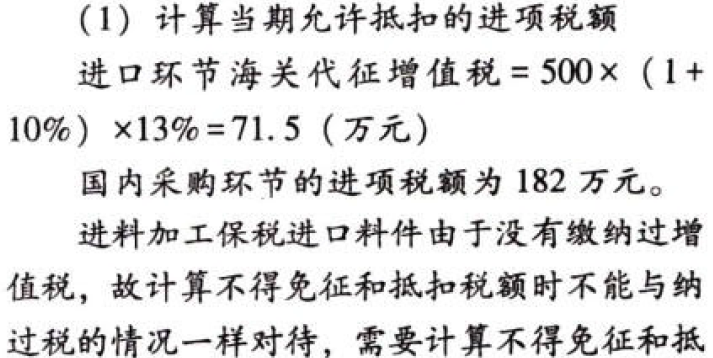 (1) 计算当期允许抵扣的进项税额
进口环节海关代征增值税=500×(1+
10%)×13%=71.5(万元)
国内采购环节的进项税额为182万元。
进料加工保税进口料件由于没有缴纳过增
值税，故计算不得免征和抵扣税额时不能与纳
过税的情况一样对待，需要计算不得免征和抵